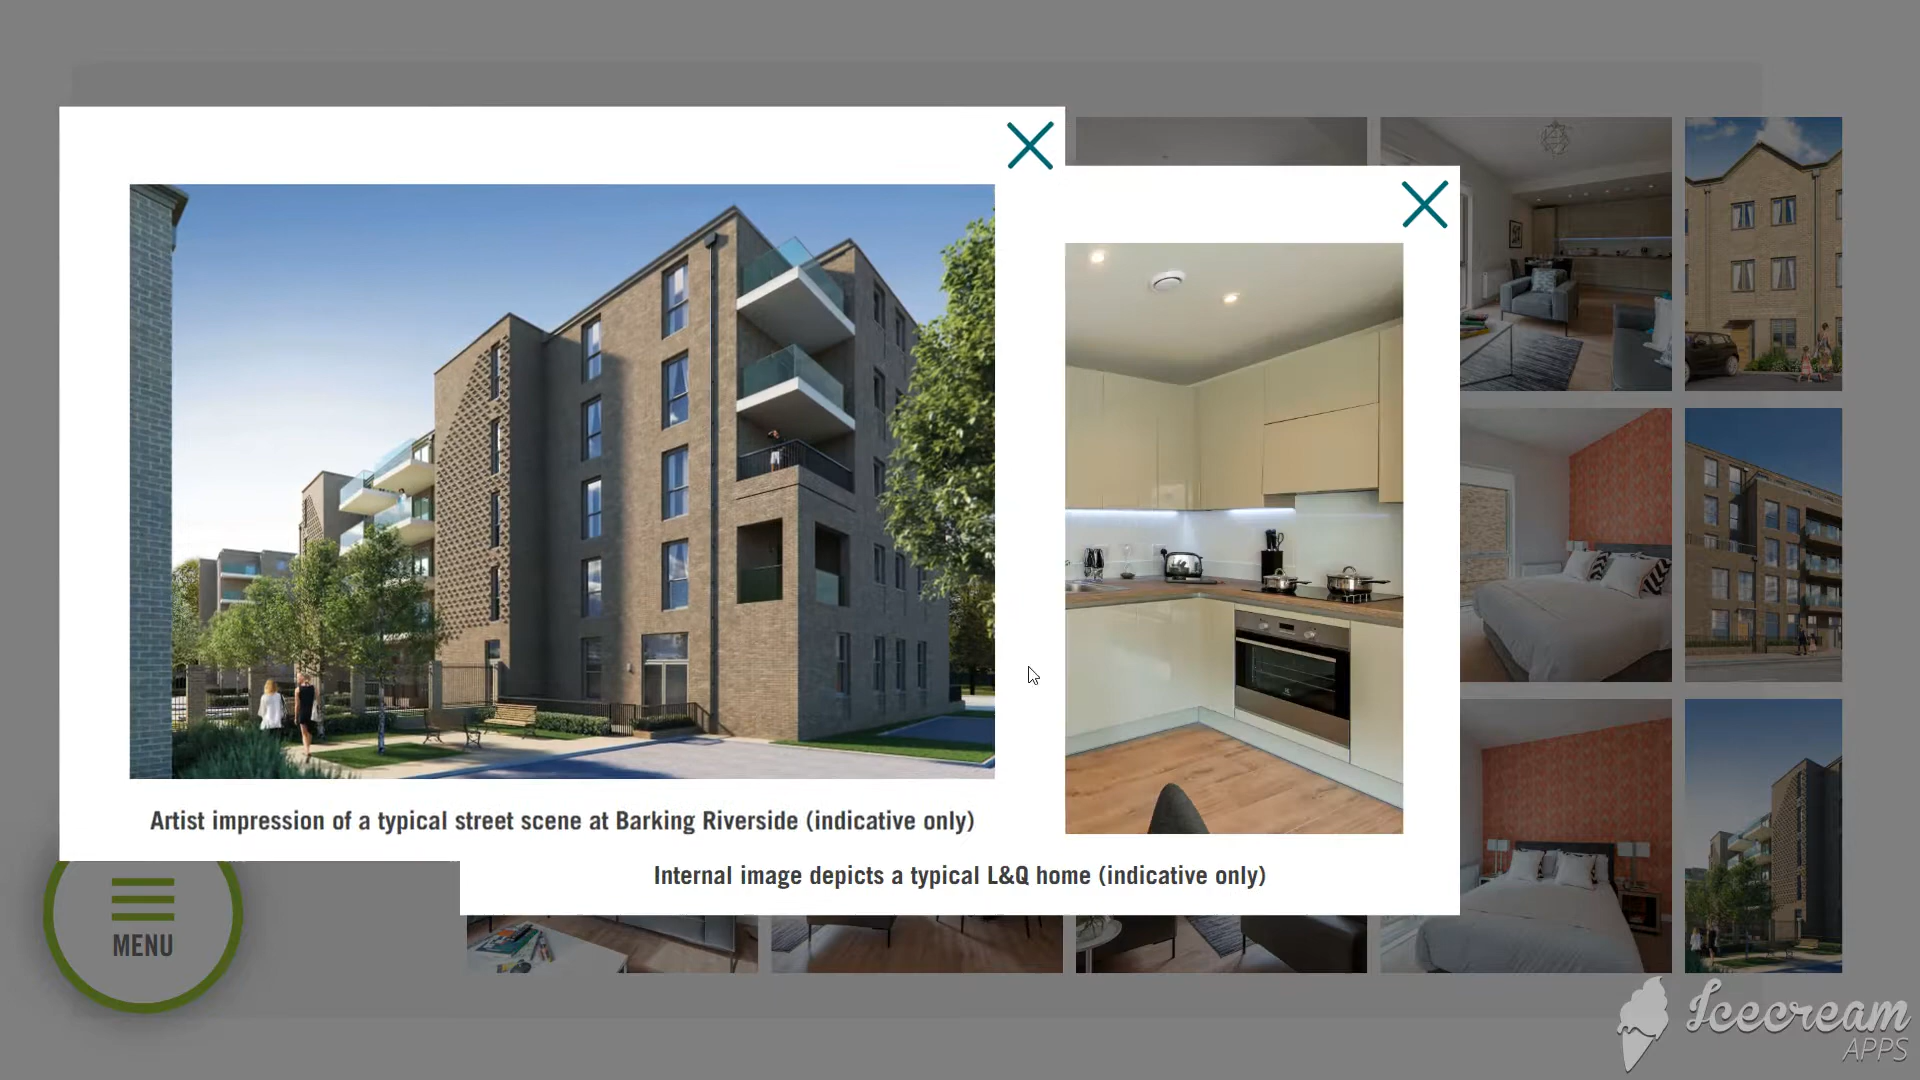 Artist impression of a typical street scene at Barking Riverside (indicative only)
Internal image depicts a typical L&Q home (indicative only)
MENU
Icecream
APPS